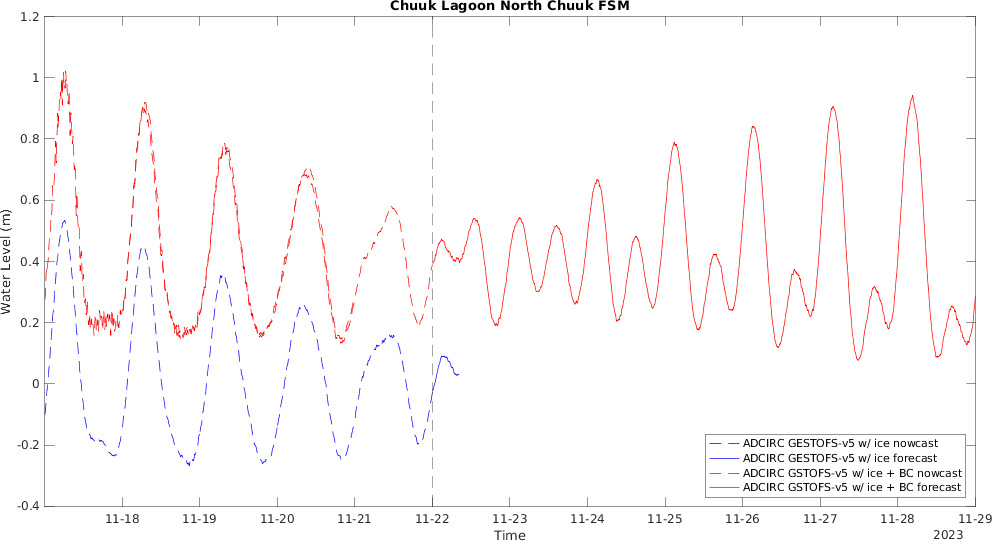 Chuuk Lagoon North Chuuk FSM
1.2
1
0.8
0.6
0.4
0.2
0
-0.2
-0.4
Water Level (m)
11-18 11-19 11-20 11-21 11-22 11-23 11-24 11-25 11-26 11-27 11-28 11-29
Time
2023
ADCIRC GESTOFS-v5 w/ ice nowcast
ADCIRC GESTOFS-v5 w/ ice forecast
ADCIRC GSTOFS-v5 w/ ice + BC nowcast
ADCIRC GSTOFS-v5 w/ ice + BC forecast